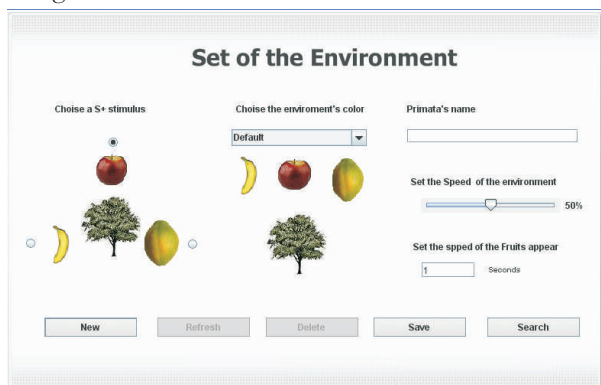 Set of the Environment
Choise a S+ stimulus
Choise the enviroment's color
Primata's name
Default
Set the Speed of the environment
50%
Set the spped of the Fruits appear
1 Seconds
New Refresh Delete Save Search